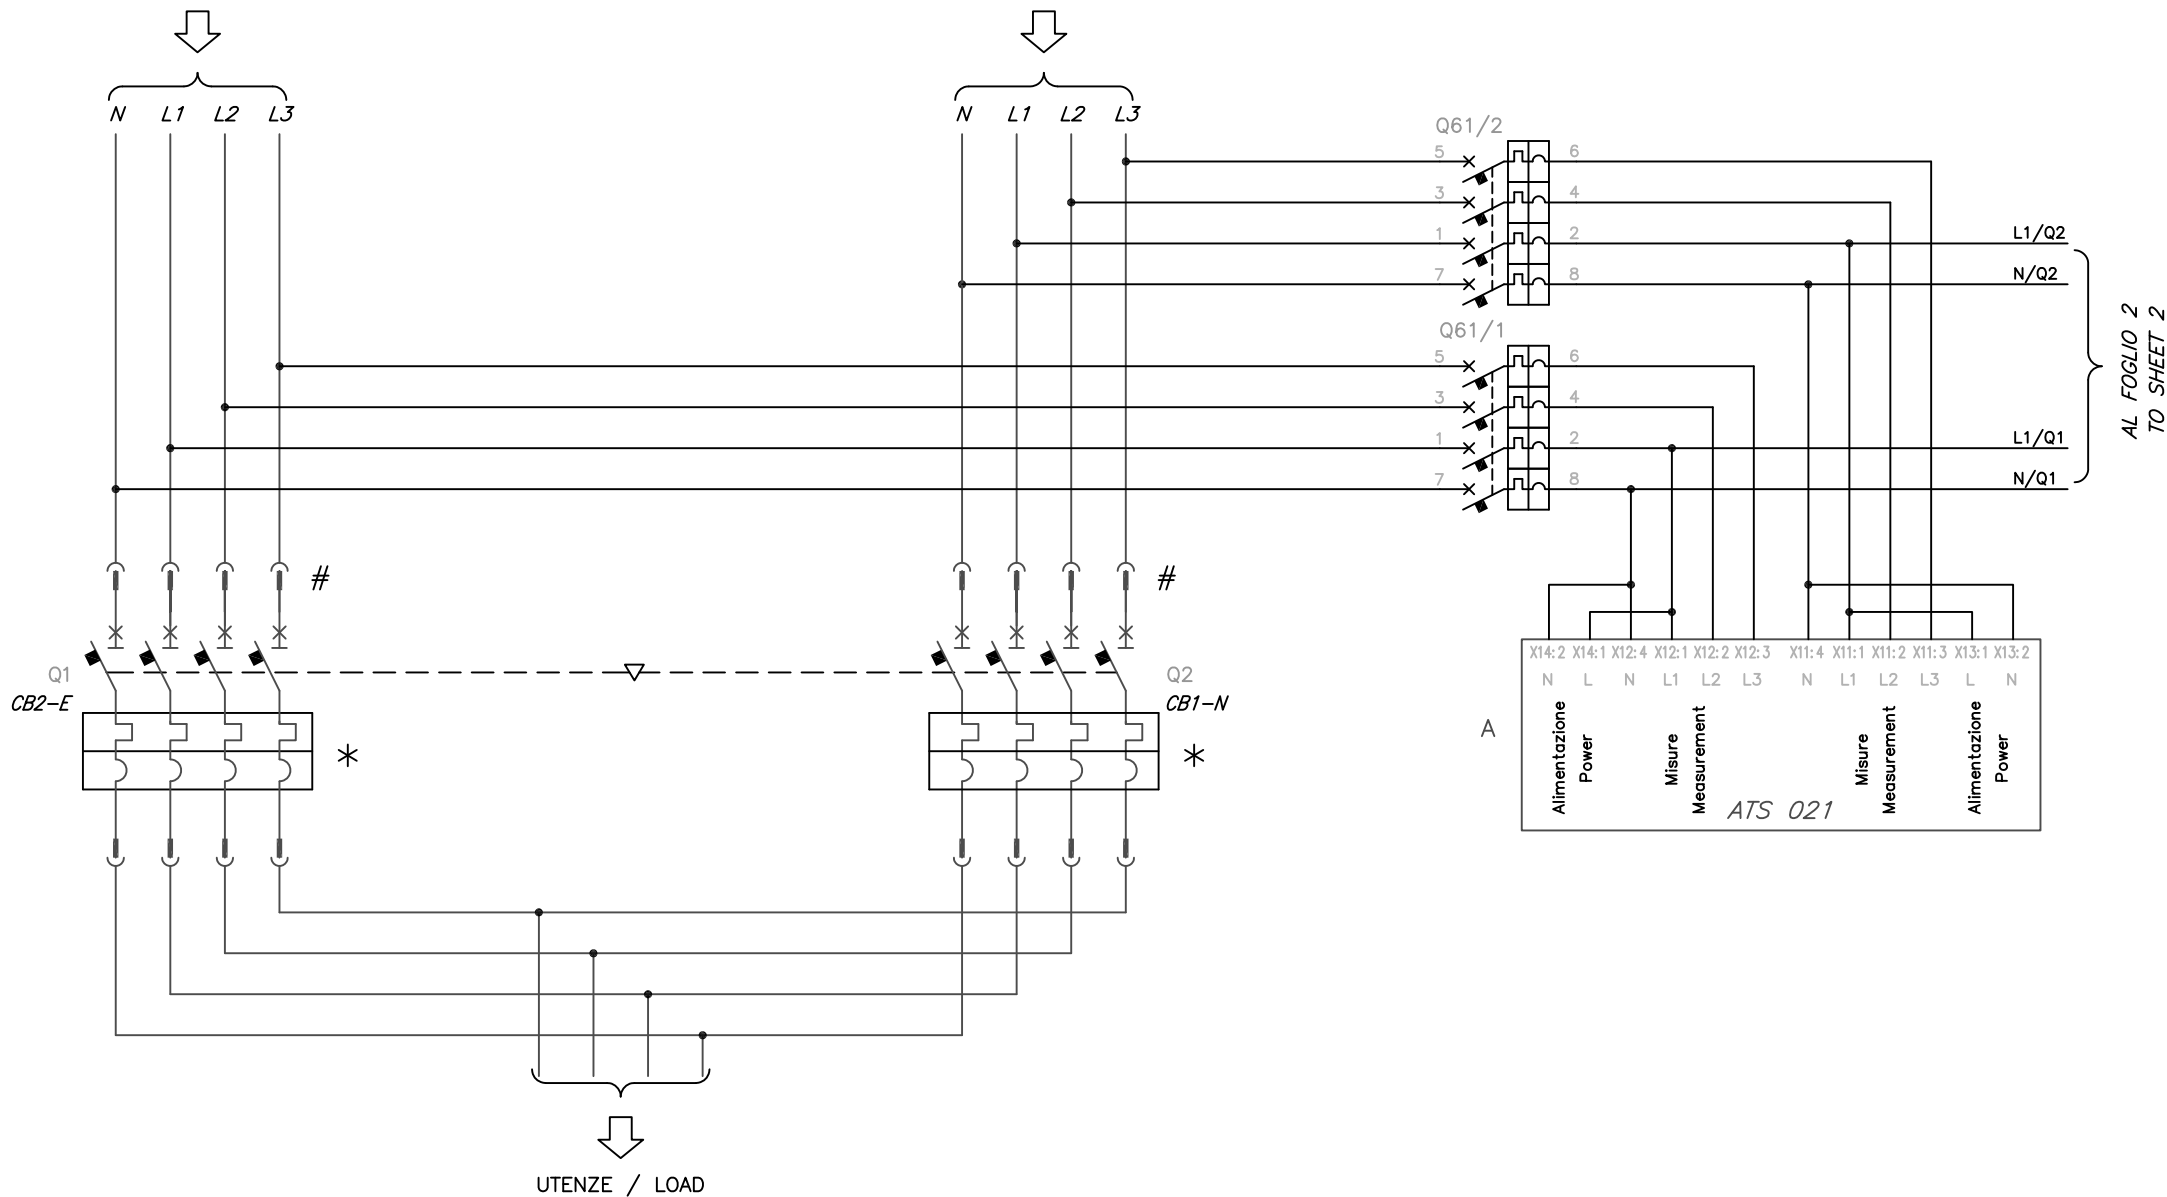 N L1 L2 L3
N L1 L2 L3
Q61/2
5 6
3 4
1 2
L1/Q2
7 8
N/Q2
Q61/1
5 6
3 4
1 2
L1/Q1
7 8
N/Q1
AL FOGLIO 2
TO SHEET 2
#
#
Q1
CB2-E
*
Q2
CB1-N
*
A
X14:2 X14:1 X12:4 X12:1 X12:2 X12:3 X11:4 X11:1 X11:2 X11:3 X13:1 X13:2
N L N L1 L2 L3 N L1 L2 L3 L N
Alimentazione
Power
Misure
Measurement
Misure
Measurement
Alimentazione
Power
ATS 021
UTENZE / LOAD